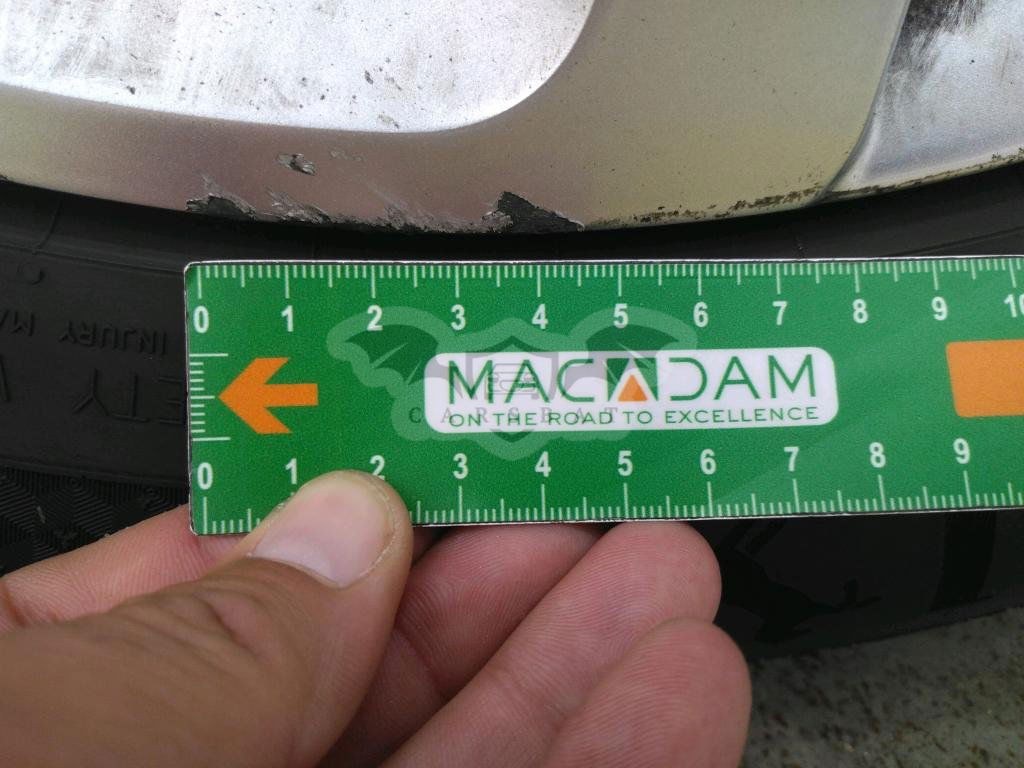 0 1 2 3 4 5 6 7 8 9 10
MACADAM
ON THE ROAD TO EXCELLENCE
CARSBAT
0 1 2 3 4 5 6 7 8 9
INJURY